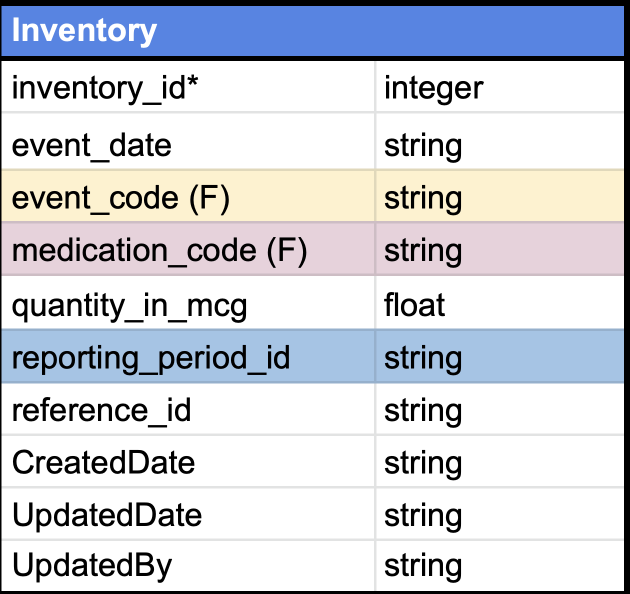 Inventory
inventory_id* integer
event_date string
event_code (F) string
medication_code (F) string
quantity_in_mcg float
reporting_period_id string
reference_id string
CreatedDate string
UpdatedDate string
UpdatedBy string